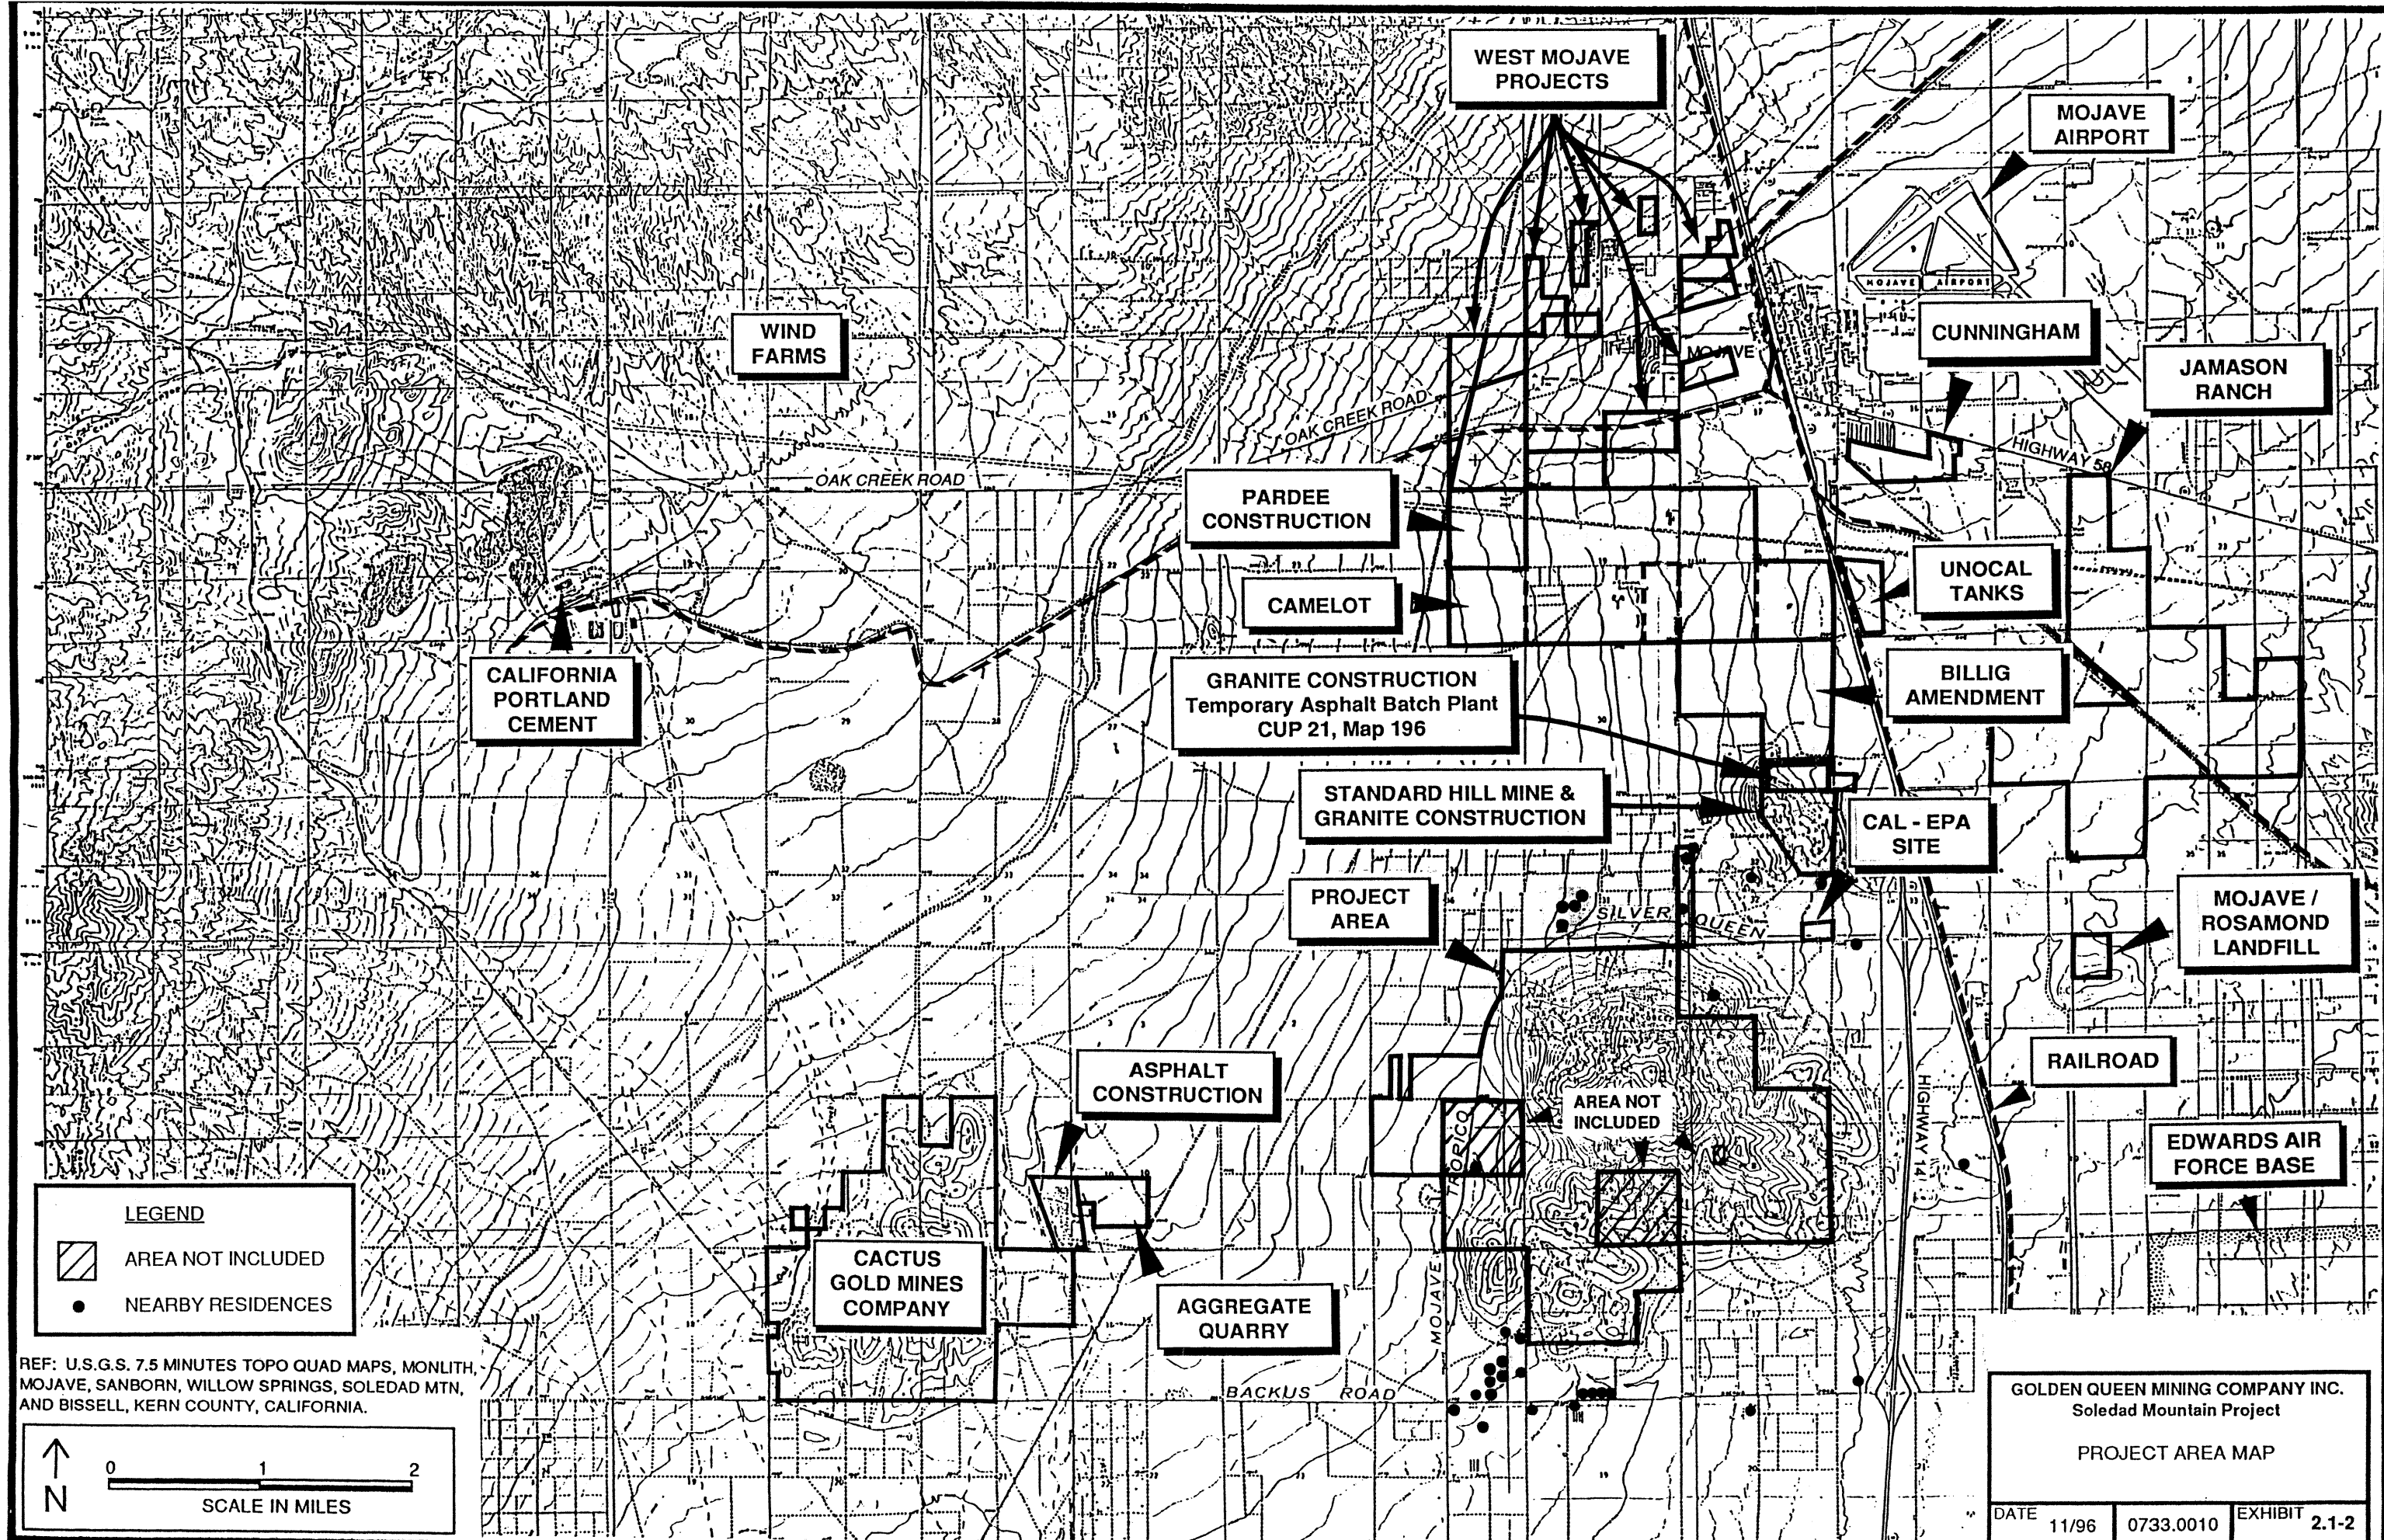 WEST MOJAVE
PROJECTS
MOJAVE
AIRPORT
MOJAVE AIRPORT
WIND
FARMS
CUNNINGHAM
MOJAVE
JAMASON
RANCH
OAK CREEK ROAD
HIGHWAY 58
OAK CREEK ROAD
PARDEE
CONSTRUCTION
UNOCAL
TANKS
CAMELOT
CALIFORNIA
PORTLAND
CEMENT
GRANITE CONSTRUCTION
Temporary Asphalt Batch Plant
CUP 21, Map 196
BILLIG
AMENDMENT
STANDARD HILL MINE &
GRANITE CONSTRUCTION
CAL - EPA
SITE
PROJECT
AREA
SILVER QUEEN
MOJAVE /
ROSAMOND
LANDFILL
RAILROAD
ASPHALT
CONSTRUCTION
AREA NOT
INCLUDED
HIGHWAY 14
MOJAVE TROPICO
EDWARDS AIR
FORCE BASE
LEGEND
AREA NOT INCLUDED
NEARBY RESIDENCES
CACTUS
GOLD MINES
COMPANY
AGGREGATE
QUARRY
BACKUS ROAD
REF: U.S.G.S. 7.5 MINUTES TOPO QUAD MAPS, MONLITH,
MOJAVE, SANBORN, WILLOW SPRINGS, SOLEDAD MTN,
AND BISSELL, KERN COUNTY, CALIFORNIA.
N
0 1 2
SCALE IN MILES
GOLDEN QUEEN MINING COMPANY INC.
Soledad Mountain Project
PROJECT AREA MAP
DATE 11/96 0733.0010 EXHIBIT 2.1-2